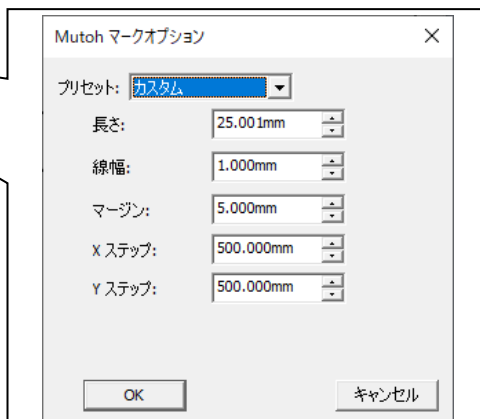 Mutoh マークオプション
プリセット: カスタム
長さ: 25.001mm
線幅: 1.000mm
マージン: 5.000mm
X ステップ: 500.000mm
Y ステップ: 500.000mm
OK キャンセル